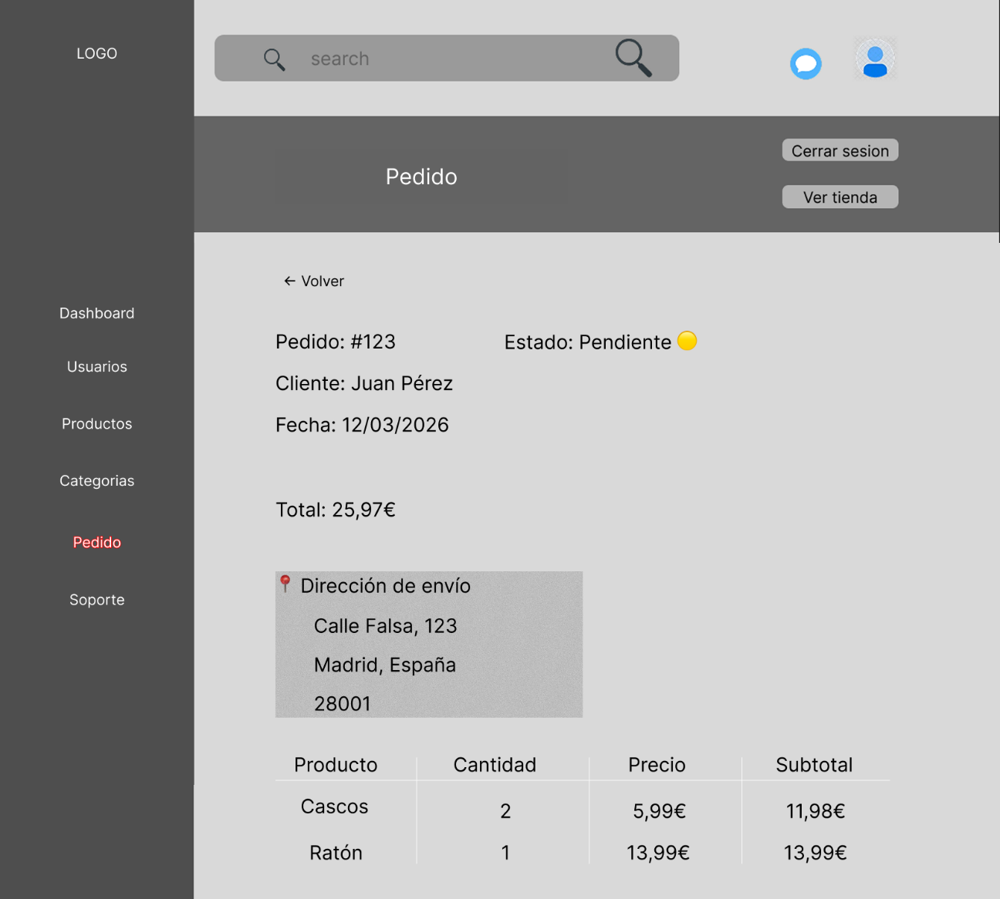 LOGO
search
Cerrar sesion
Pedido
Ver tienda
← Volver
Dashboard
Usuarios
Productos
Categorias
Pedido
Soporte
Pedido: #123
Estado: Pendiente
Cliente: Juan Pérez
Fecha: 12/03/2026
Total: 25,97€
Dirección de envío
Calle Falsa, 123
Madrid, España
28001
Producto Cantidad Precio Subtotal
Cascos 2 5,99€ 11,98€
Ratón 1 13,99€ 13,99€